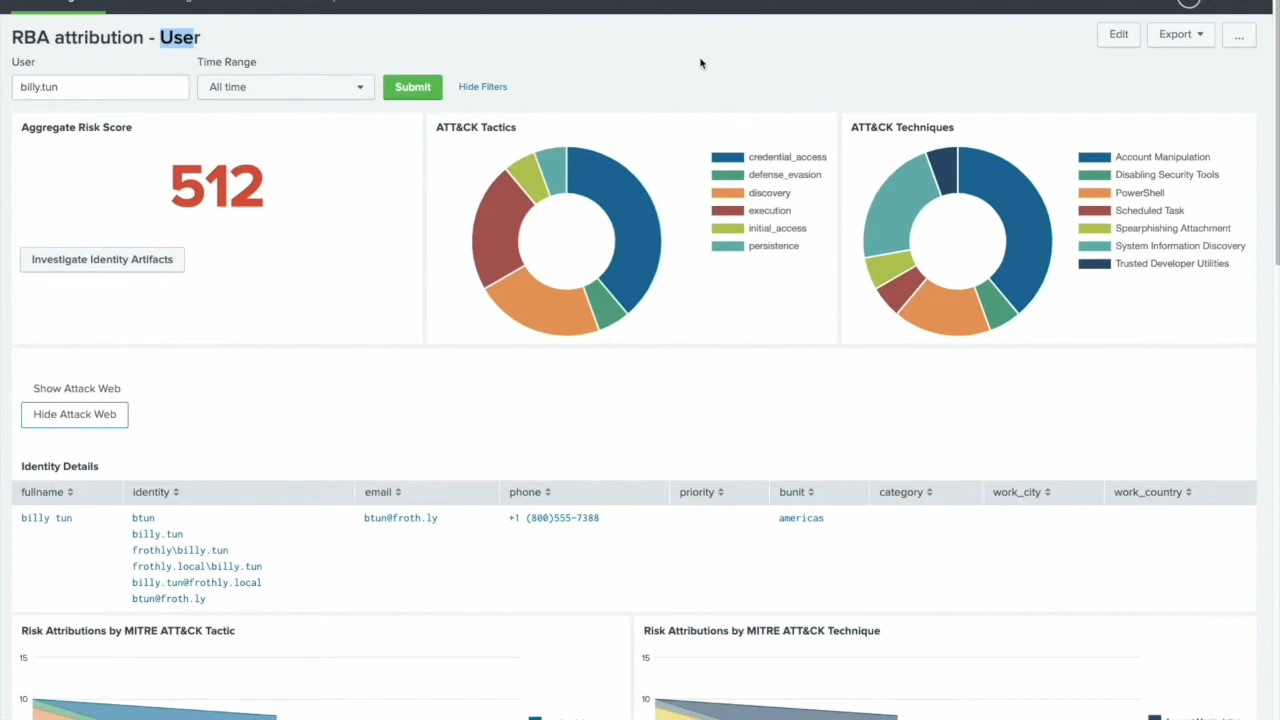 RBA attribution - User
Edit
Export
...
User
Time Range
billy.tun
All time
Submit
Hide Filters
Aggregate Risk Score
512
Investigate Identity Artifacts
ATT&CK Tactics
credential_access
defense_evasion
discovery
execution
initial_access
persistence
ATT&CK Techniques
Account Manipulation
Disabling Security Tools
PowerShell
Scheduled Task
Spearphishing Attachment
System Information Discovery
Trusted Developer Utilities
Show Attack Web
Hide Attack Web
Identity Details
fullname identity email phone priority bunit category work_city work_country
billy tun btun btun@froth.ly +1 (800)555-7388 americas
billy.tun
frothly\billy.tun
frothly.local\billy.tun
billy.tun@frothly.local
btun@froth.ly
Risk Attributions by MITRE ATT&CK Tactic
15
10
Risk Attributions by MITRE ATT&CK Technique
15
10